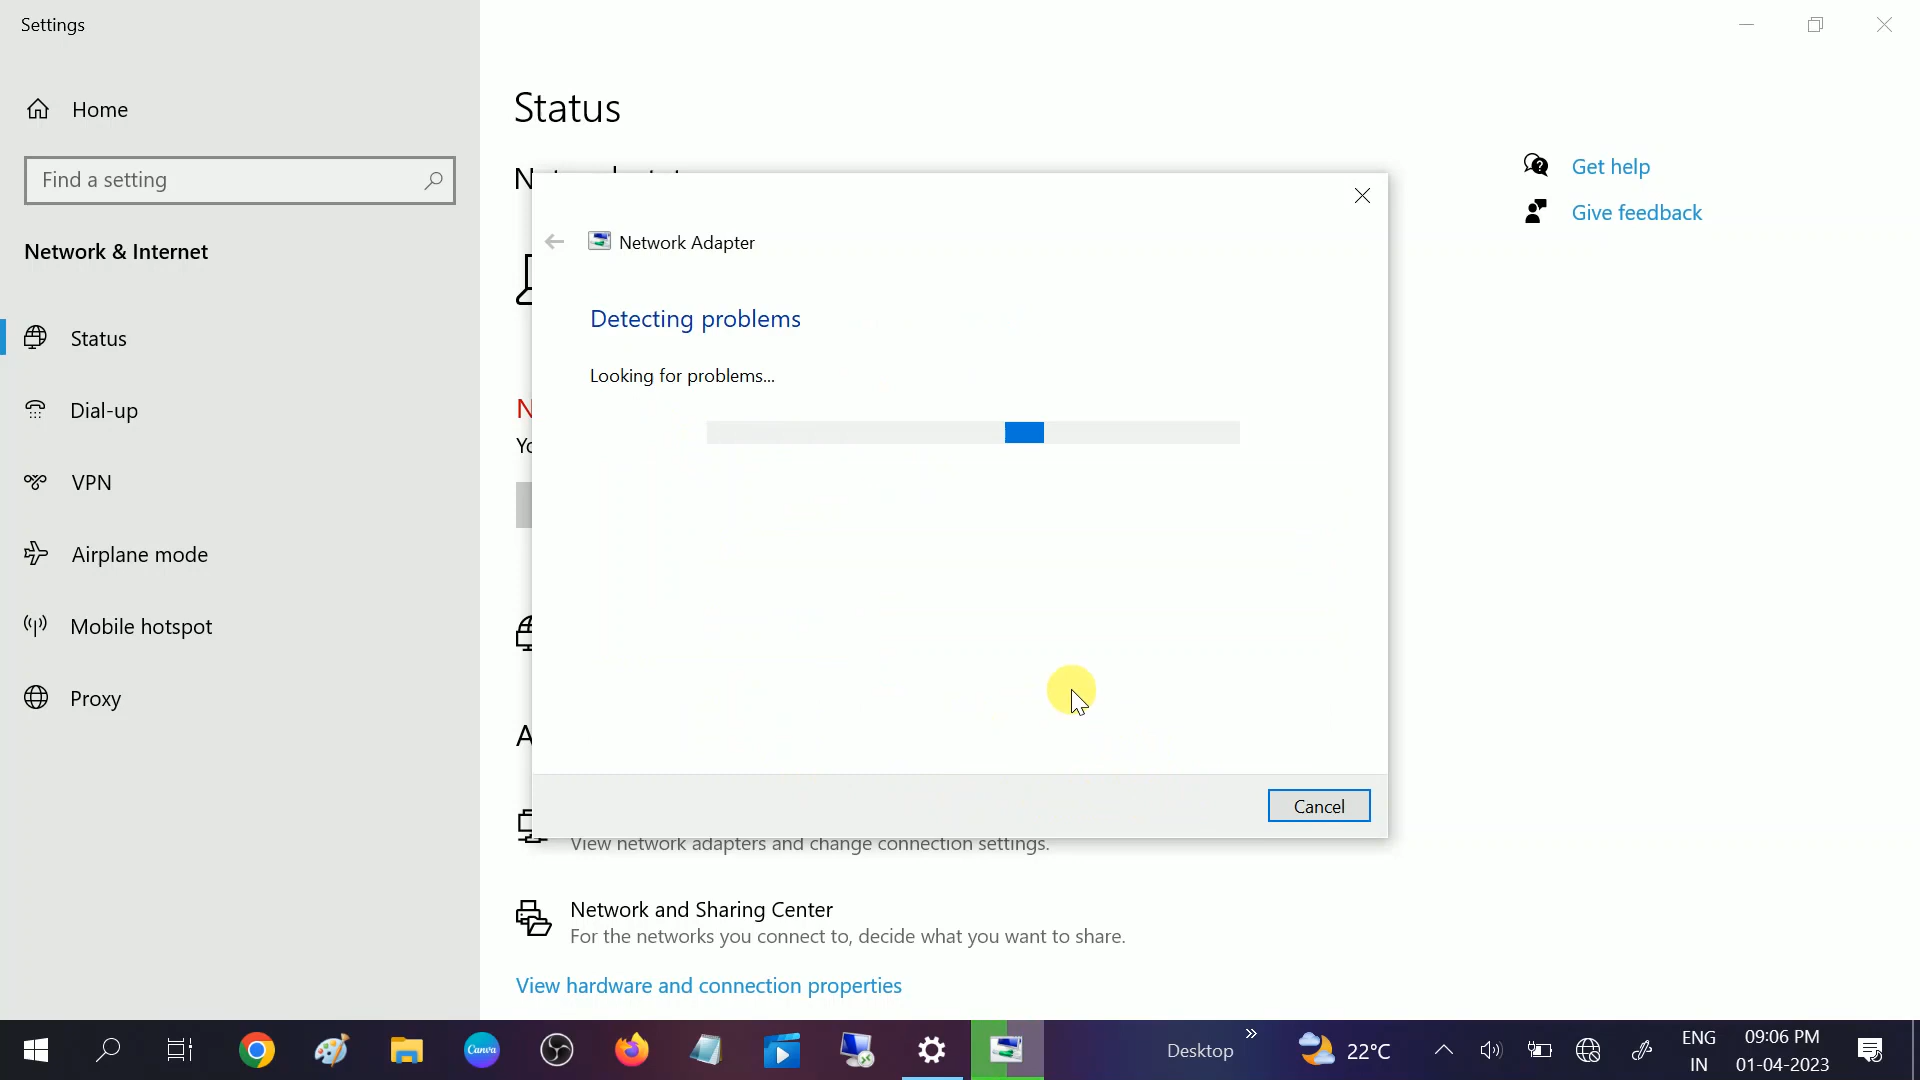 Settings
Home
Find a setting
Network & Internet
Status
Dial-up
VPN
Airplane mode
Mobile hotspot
Proxy
Status
Get help
Give feedback
Network Adapter
Detecting problems
Looking for problems...
Cancel
View network adapters and change connection settings.
Network and Sharing Center
For the networks you connect to, decide what you want to share.
View hardware and connection properties
Canva
Desktop
22°C
ENG
IN
09:06 PM
01-04-2023